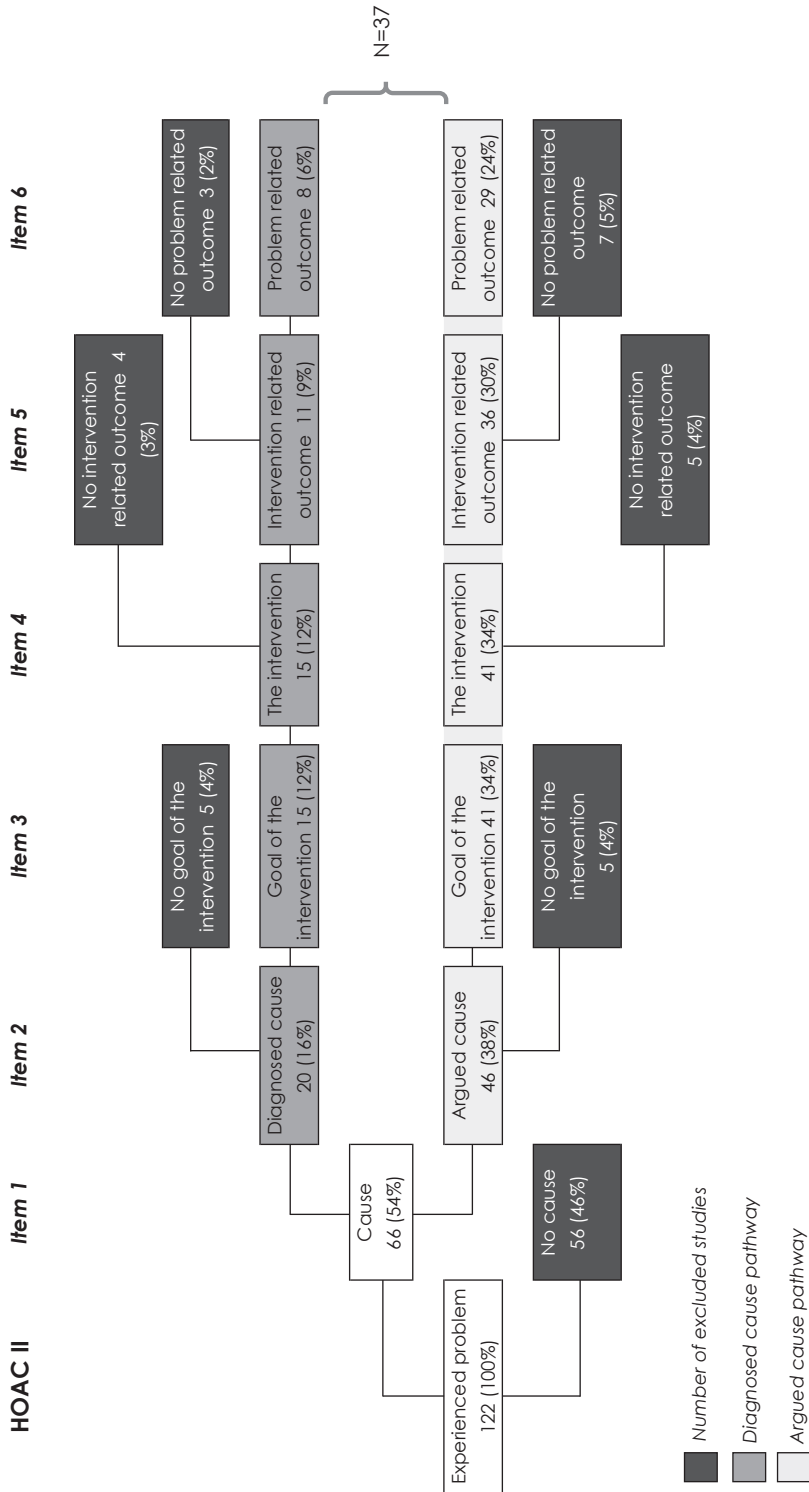 HOAC II
Item 1
Item 2
Item 3
Item 4
Item 5
Item 6
Experienced problem
122 (100%)
Cause
66 (54%)
No cause
56 (46%)
Diagnosed cause
20 (16%)
Argued cause
46 (38%)
No goal of the
intervention 5 (4%)
Goal of the
intervention 15 (12%)
Goal of the
intervention 41 (34%)
No goal of the
intervention
5 (4%)
The intervention
15 (12%)
The intervention
41 (34%)
No intervention
related outcome 4
(3%)
Intervention related
outcome 11 (9%)
Intervention related
outcome 36 (30%)
No intervention
related outcome
5 (4%)
No problem related
outcome 3 (2%)
Problem related
outcome 8 (6%)
Problem related
outcome 29 (24%)
No problem related
outcome
7 (5%)
N=37
Number of excluded studies
Diagnosed cause pathway
Argued cause pathway